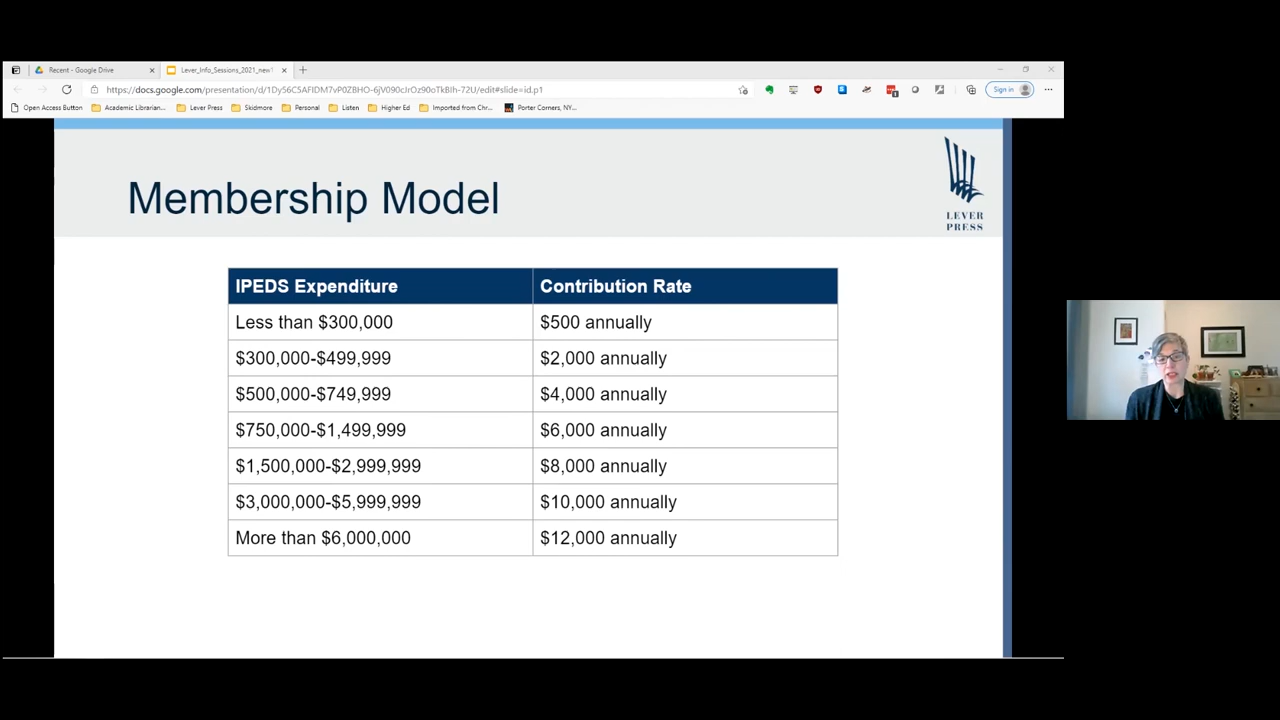 Recent - Google Drive
Lever_Info_Sessions_2021_new1
https://docs.google.com/presentation/d/1Dy56C5AFIDM7vP0ZBHO-6jV090cIrOz90oTkBIh-72U/edit#slide=id.p1
Sign in
Open Access Button
Academic Librarian...
Lever Press
Skidmore
Personal
Listen
Higher Ed
Imported from Chr...
Porter Corners, NY...
Membership Model
LEVER
PRESS
IPEDS Expenditure
Contribution Rate
Less than $300,000
$500 annually
$300,000-$499,999
$2,000 annually
$500,000-$749,999
$4,000 annually
$750,000-$1,499,999
$6,000 annually
$1,500,000-$2,999,999
$8,000 annually
$3,000,000-$5,999,999
$10,000 annually
More than $6,000,000
$12,000 annually